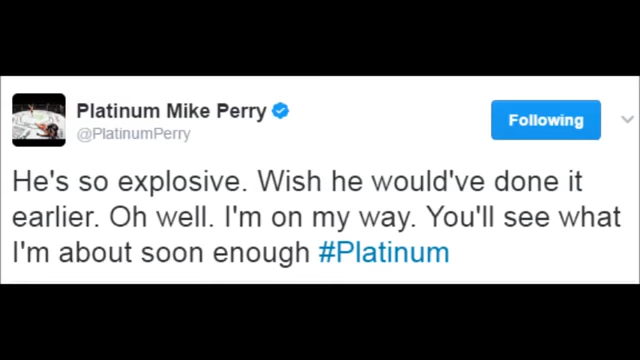 Platinum Mike Perry
@PlatinumPerry
Following
He's so explosive. Wish he would've done it
earlier. Oh well. I'm on my way. You'll see what
I'm about soon enough #Platinum